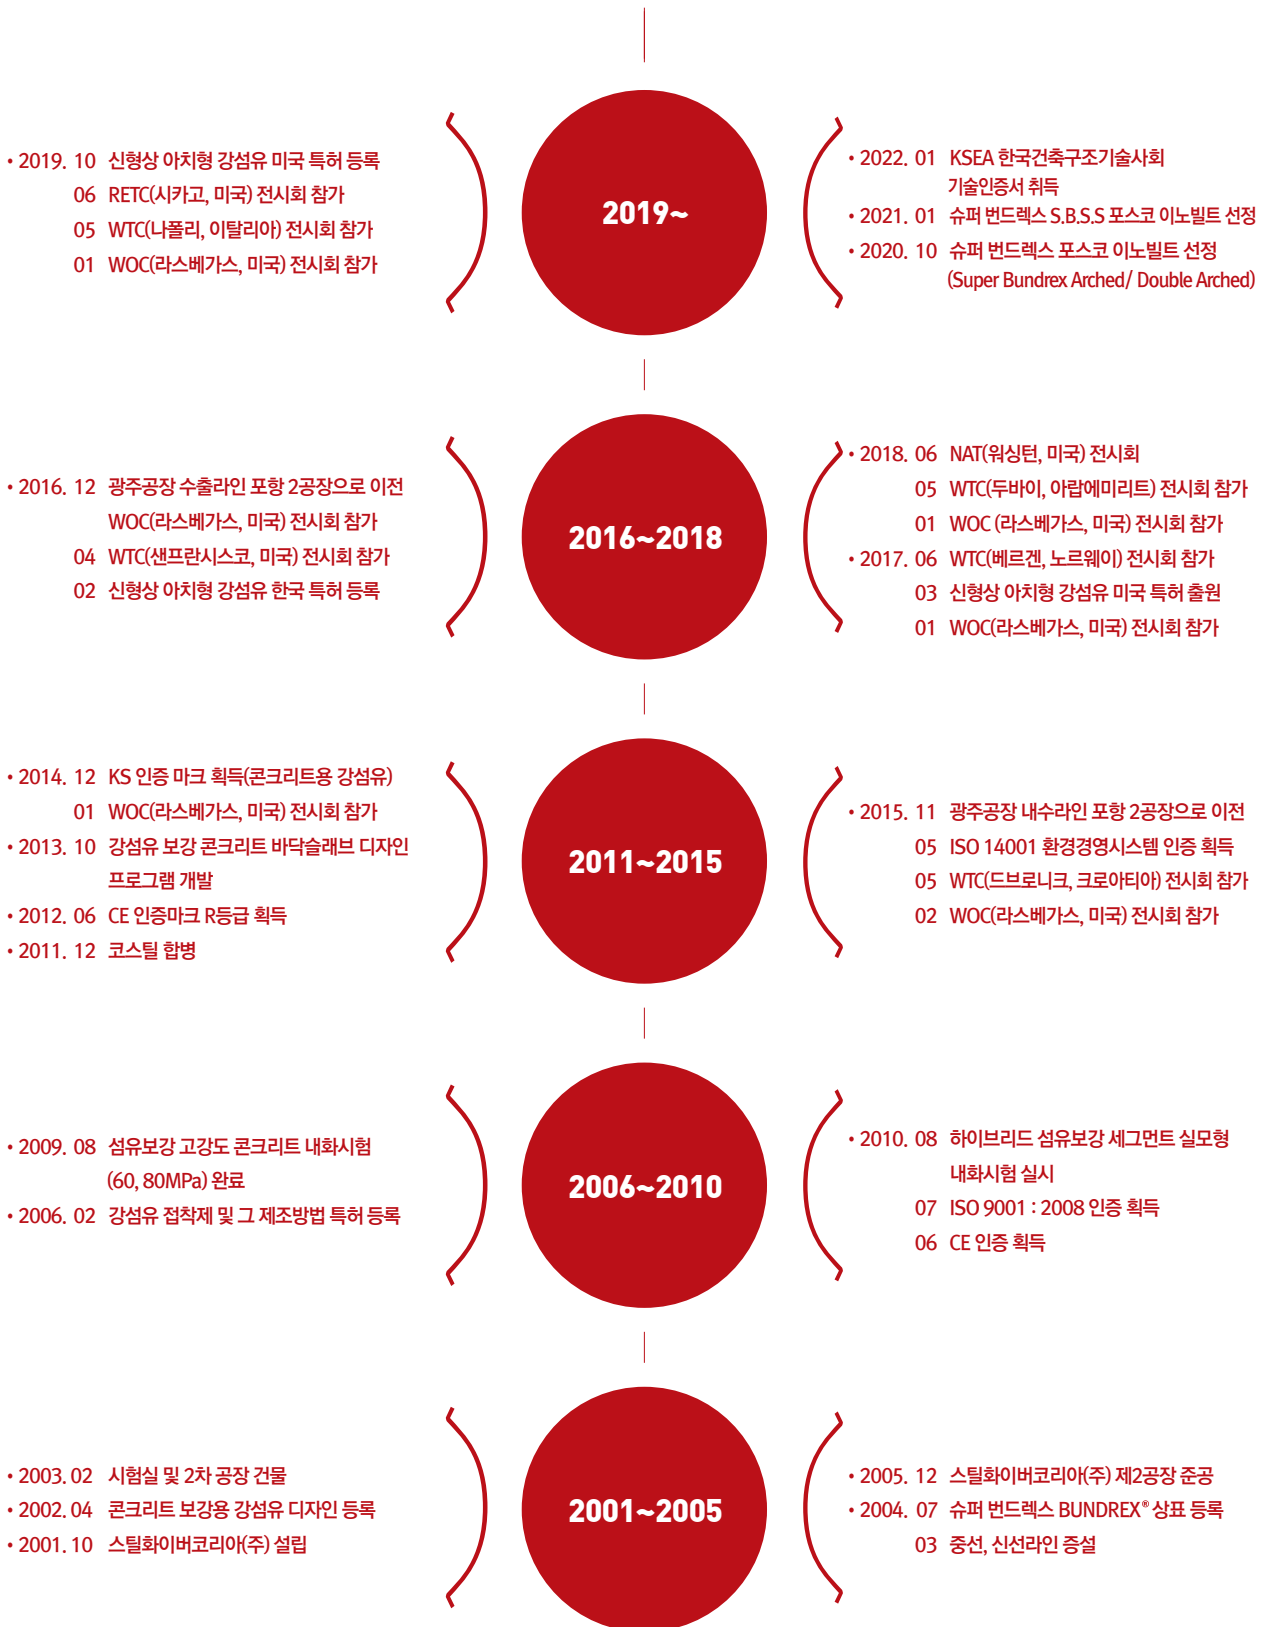 2019~
• 2019. 10 신형상 아치형 강섬유 미국 특허 등록
06 RETC(시카고, 미국) 전시회 참가
05 WTC(나폴리, 이탈리아) 전시회 참가
01 WOC(라스베가스, 미국) 전시회 참가
• 2022. 01 KSEA 한국건축구조기술사회
기술인증서 취득
• 2021. 01 슈퍼 번드렉스 S.B.S.S 포스코 이노빌트 선정
• 2020. 10 슈퍼 번드렉스 포스코 이노빌트 선정
(Super Bundrex Arched/ Double Arched)
2016~2018
• 2016. 12 광주공장 수출라인 포항 2공장으로 이전
WOC(라스베가스, 미국) 전시회 참가
04 WTC(샌프란시스코, 미국) 전시회 참가
02 신형상 아치형 강섬유 한국 특허 등록
• 2018. 06 NAT(워싱턴, 미국) 전시회
05 WTC(두바이, 아랍에미리트) 전시회 참가
01 WOC (라스베가스, 미국) 전시회 참가
• 2017. 06 WTC(베르겐, 노르웨이) 전시회 참가
03 신형상 아치형 강섬유 미국 특허 출원
01 WOC(라스베가스, 미국) 전시회 참가
2011~2015
• 2014. 12 KS 인증 마크 획득(콘크리트용 강섬유)
01 WOC(라스베가스, 미국) 전시회 참가
• 2013. 10 강섬유 보강 콘크리트 바닥슬래브 디자인
프로그램 개발
• 2012. 06 CE 인증마크 R등급 획득
• 2011. 12 코스틸 합병
• 2015. 11 광주공장 내수라인 포항 2공장으로 이전
05 ISO 14001 환경경영시스템 인증 획득
05 WTC(드브로니크, 크로아티아) 전시회 참가
02 WOC(라스베가스, 미국) 전시회 참가
2006~2010
• 2009. 08 섬유보강 고강도 콘크리트 내화시험
(60, 80MPa) 완료
• 2006. 02 강섬유 접착제 및 그 제조방법 특허 등록
• 2010. 08 하이브리드 섬유보강 세그먼트 실모형
내화시험 실시
07 ISO 9001 : 2008 인증 획득
06 CE 인증 획득
2001~2005
• 2003. 02 시험실 및 2차 공장 건물
• 2002. 04 콘크리트 보강용 강섬유 디자인 등록
• 2001. 10 스틸화이버코리아(주) 설립
• 2005. 12 스틸화이버코리아(주) 제2공장 준공
• 2004. 07 슈퍼 번드렉스 BUNDREX® 상표 등록
03 중선, 신선라인 증설